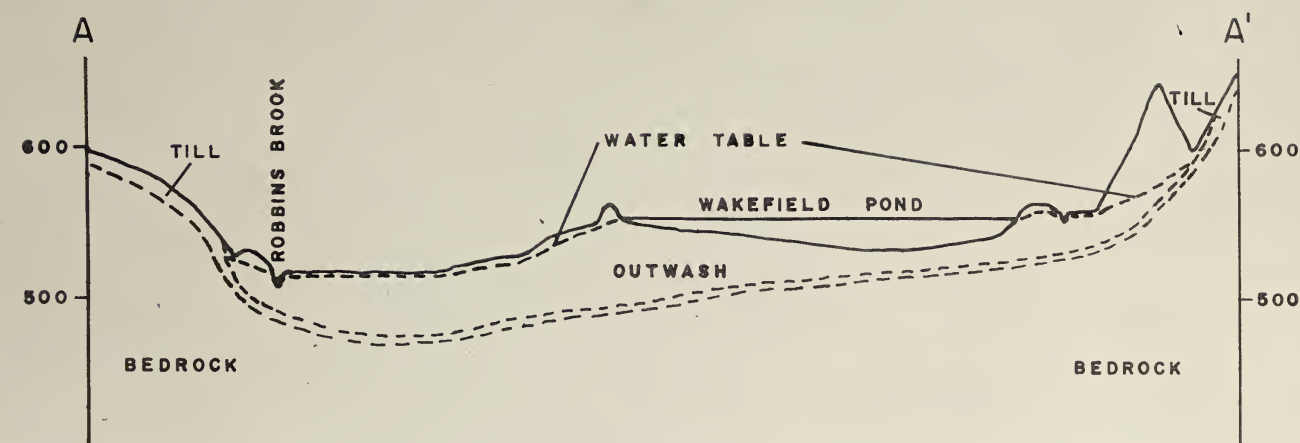 A
A'
TILL
ROBBINS BROOK
WATER TABLE
TILL
600
600
WAKEFIELD POND
OUTWASH
500
500
BEDROCK
BEDROCK